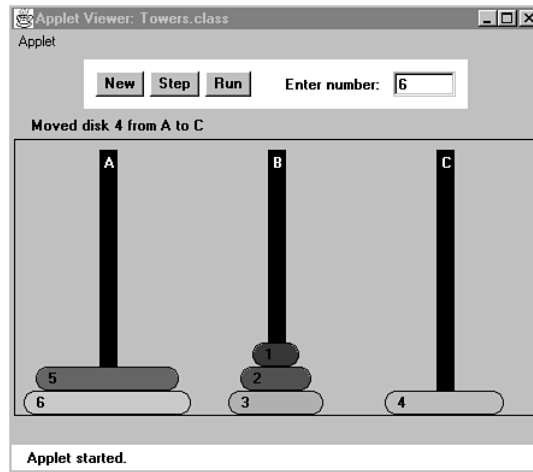 Applet Viewer: Towers.class
Applet
New Step Run Enter number: 6
Moved disk 4 from A to C
A B C
1
5 2
6 3 4
Applet started.